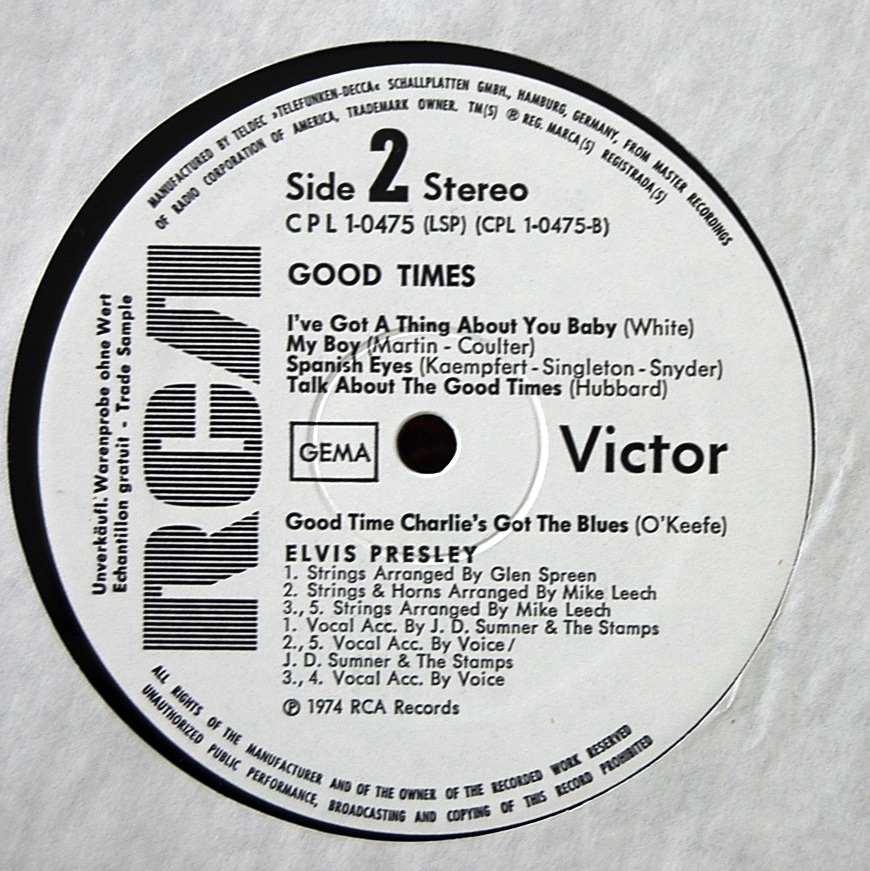 MANUFACTURED BY TELDEC »TELEFUNKEN-DECCA« SCHALLPLATTEN GMBH., HAMBURG, GERMANY, FROM MASTER RECORDINGS
OF RADIO CORPORATION OF AMERICA, TRADEMARK OWNER. TM(S) ® REG. MARCA(S) REGISTRADA(S)
Side 2 Stereo
CPL 1-0475 (LSP) (CPL 1-0475-B)
GOOD TIMES
I've Got A Thing About You Baby (White)
My Boy (Martin - Coulter)
Spanish Eyes (Kaempfert - Singleton - Snyder)
Talk About The Good Times (Hubbard)
GEMA
Victor
RCA
Unverkäufl. Warenprobe ohne Wert
Echantillon gratuit - Trade Sample
Good Time Charlie's Got The Blues (O'Keefe)
ELVIS PRESLEY
1. Strings Arranged By Glen Spreen
2. Strings & Horns Arranged By Mike Leech
3., 5. Strings Arranged By Mike Leech
1. Vocal Acc. By J. D. Sumner & The Stamps
2., 5. Vocal Acc. By Voice/
J. D. Sumner & The Stamps
3., 4. Vocal Acc. By Voice
℗ 1974 RCA Records
ALL RIGHTS OF THE MANUFACTURER AND OF THE OWNER OF THE RECORDED WORK RESERVED
UNAUTHORIZED PUBLIC PERFORMANCE, BROADCASTING AND COPYING OF THIS RECORD PROHIBITED